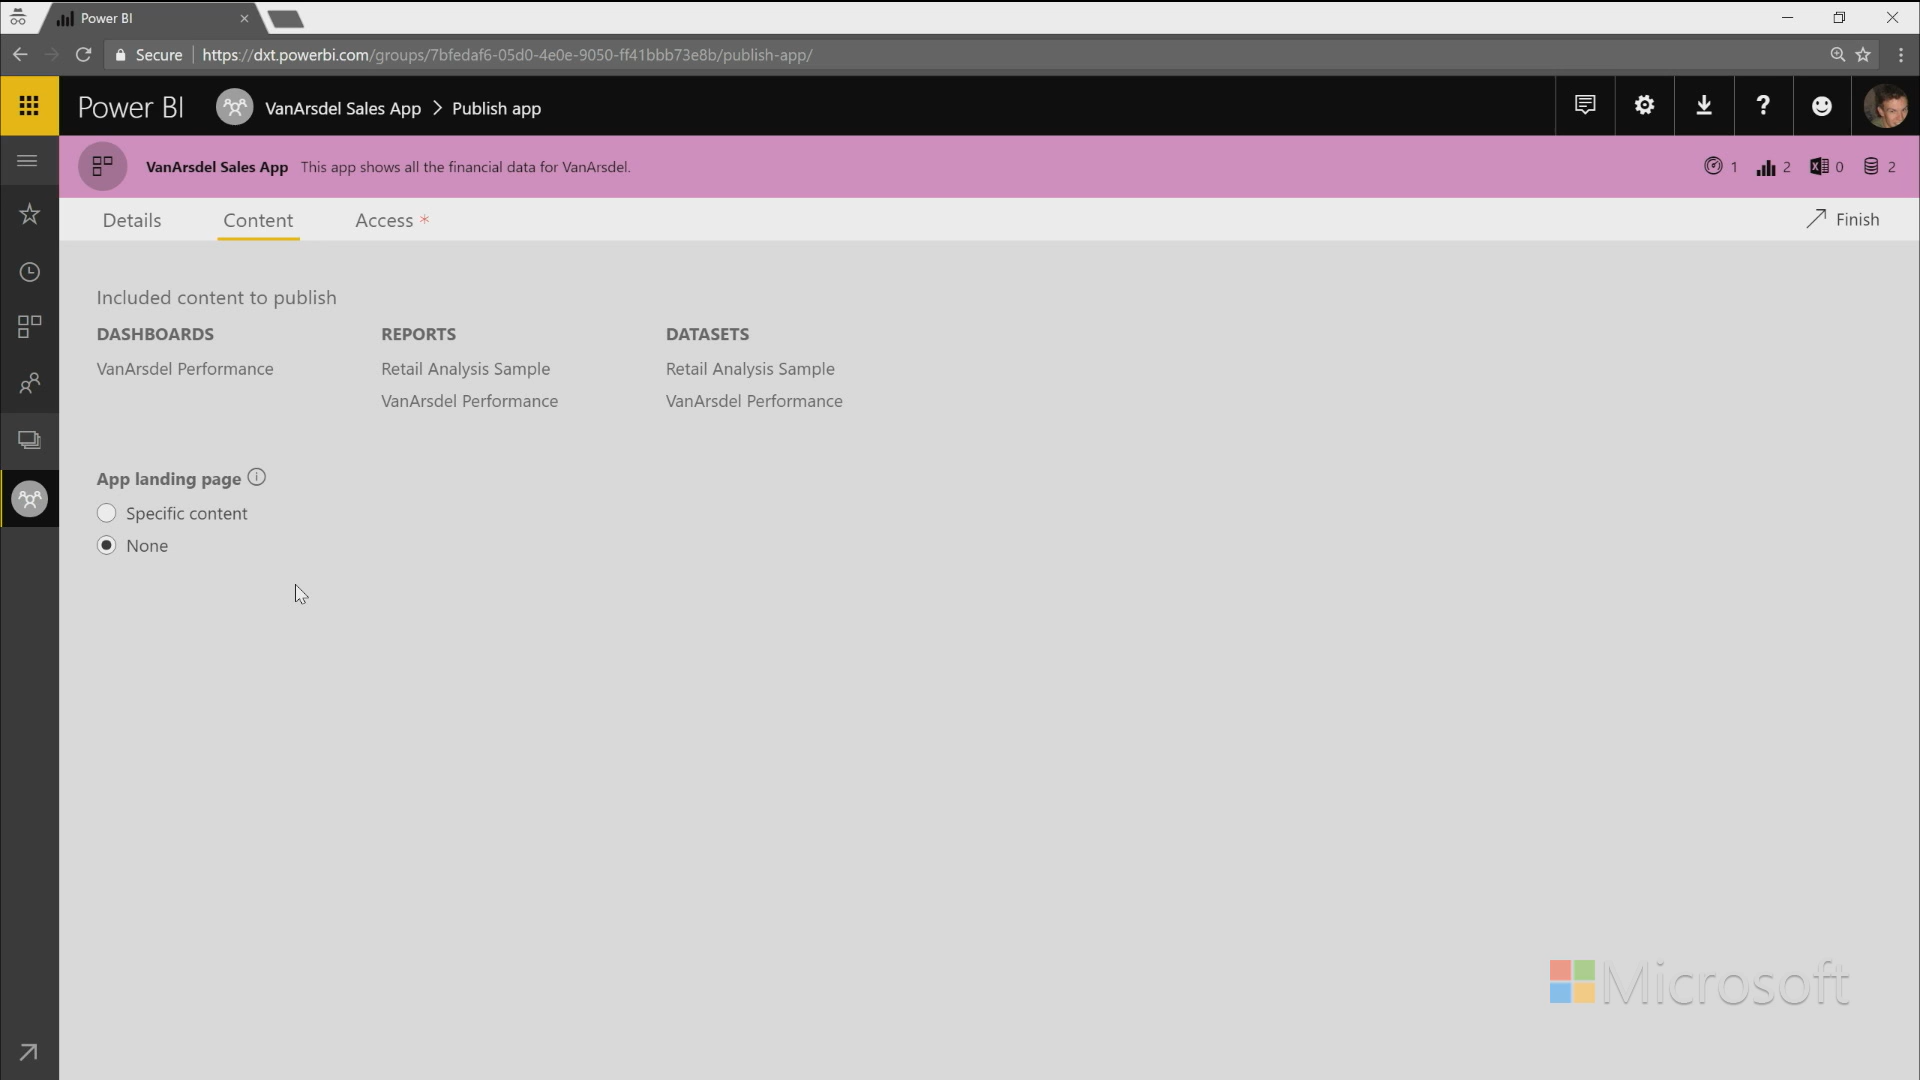 Power BI
Secure https://dxt.powerbi.com/groups/7bfedaf6-05d0-4e0e-9050-ff41bbb73e8b/publish-app/
Power BI VanArsdel Sales App > Publish app
VanArsdel Sales App This app shows all the financial data for VanArsdel. 1 2 0 2
Details Content Access * Finish
Included content to publish
DASHBOARDS REPORTS DATASETS
VanArsdel Performance Retail Analysis Sample Retail Analysis Sample
VanArsdel Performance VanArsdel Performance
App landing page
Specific content
None
Microsoft